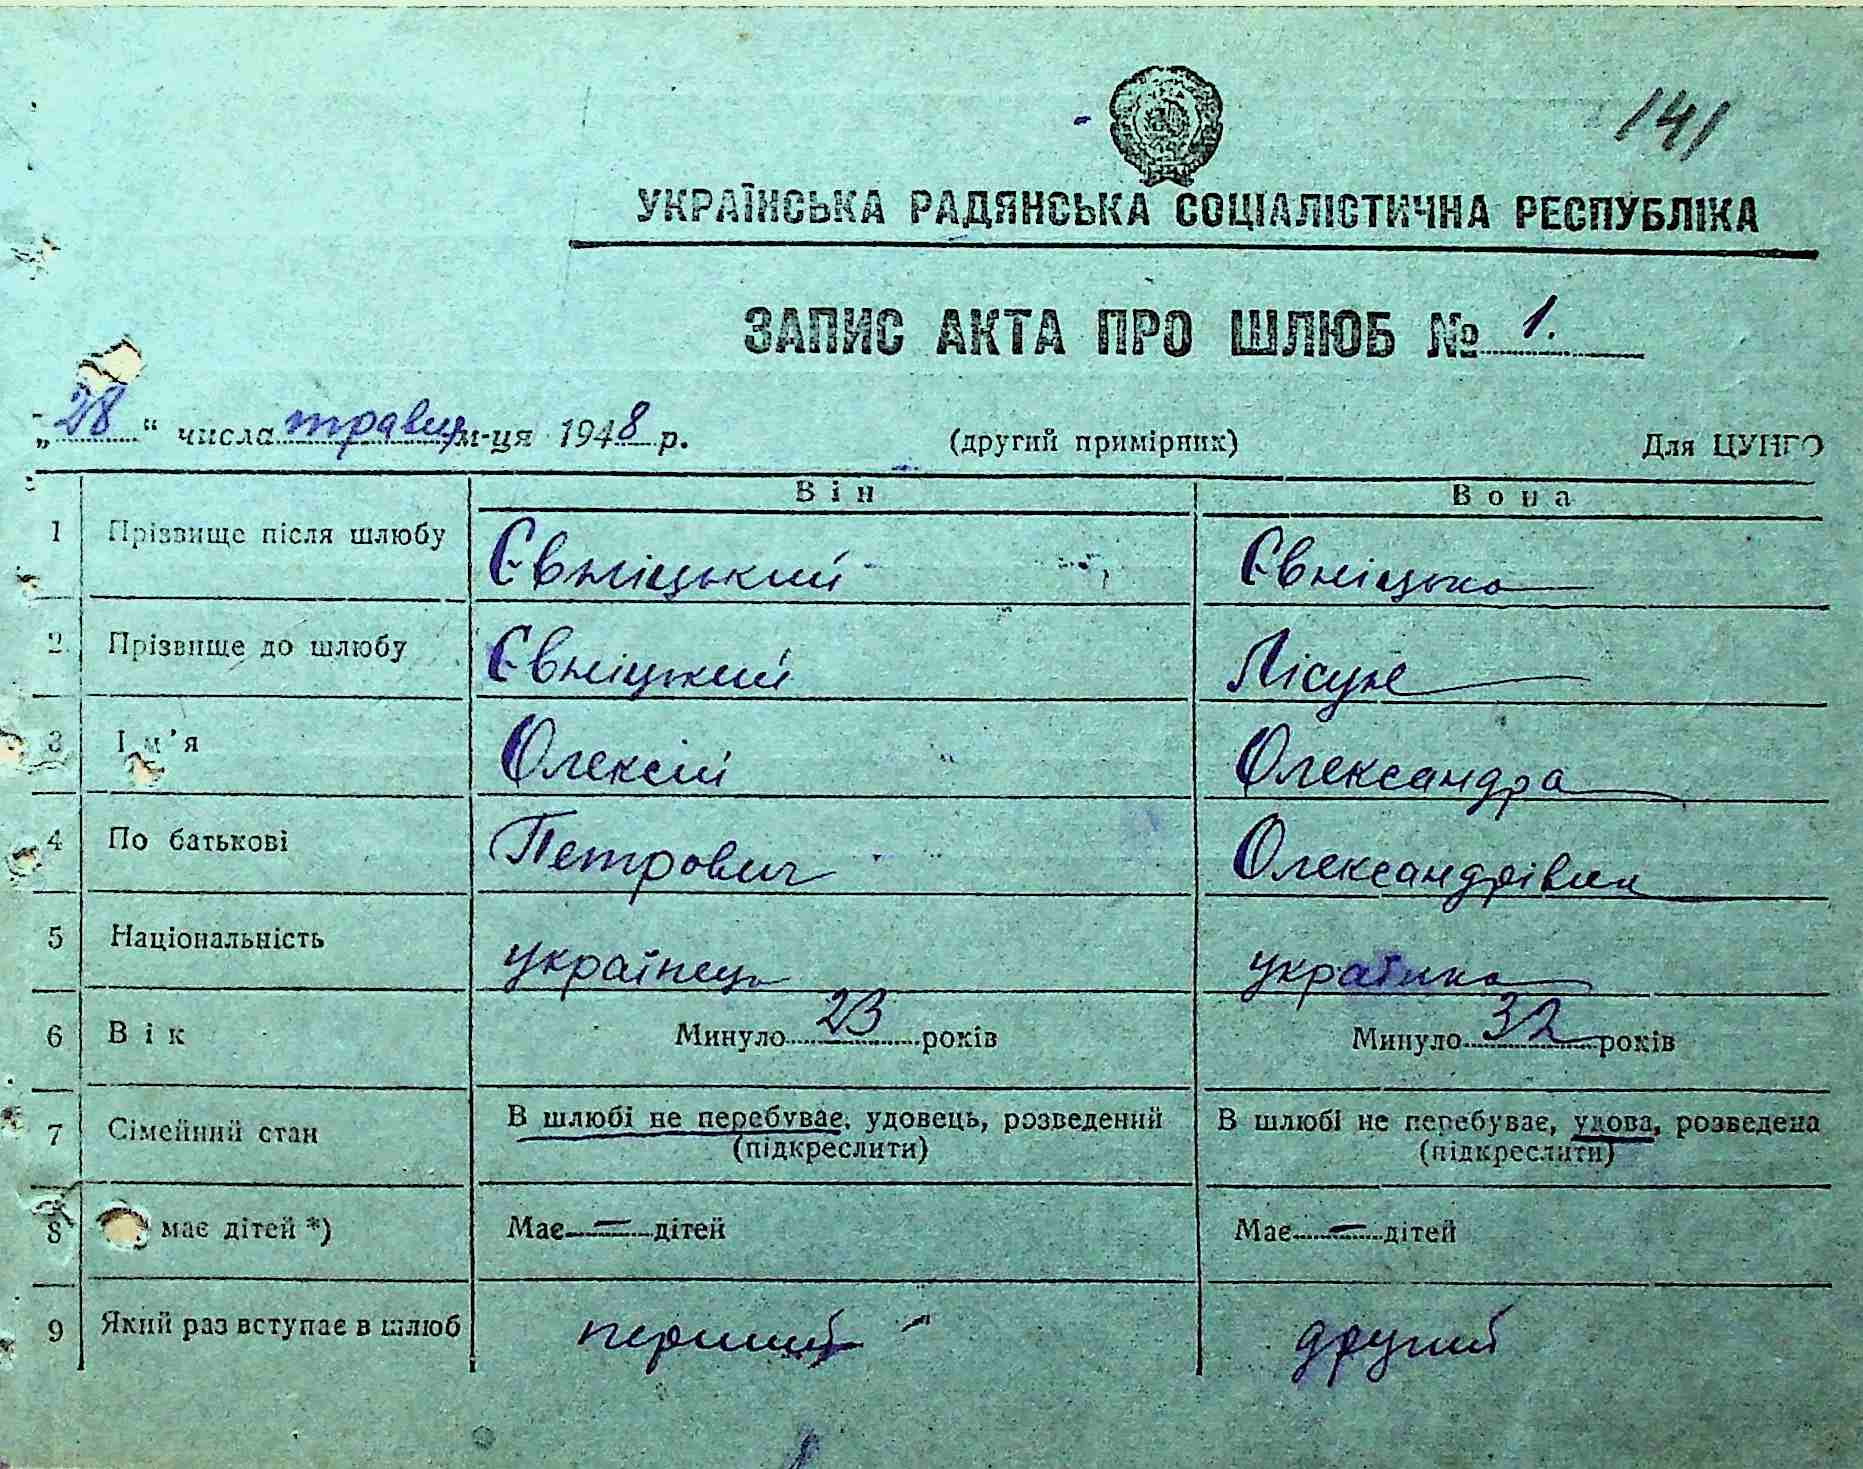 141
УКРАЇНСЬКА РАДЯНСЬКА СОЦІАЛІСТИЧНА РЕСПУБЛІКА
ЗАПИС АКТА ПРО ШЛЮБ № 1.
„28“ числа травня м-ця 1948 р. (другий примірник) Для ЦУНГО
Він Вона
1 Прізвище після шлюбу Євніцький Євніцька
2 Прізвище до шлюбу Євніцкий Лісуне
3 Ім'я Олексій Олександра
4 По батькові Петрович Олександрівна
5 Національність українець українка
6 Вік Минуло 23 років Минуло 32 років
7 Сімейний стан В шлюбі не перебуває, удовець, розведений В шлюбі не перебуває, удова, розведена
(підкреслити) (підкреслити)
8 має дітей *) Має — дітей Має — дітей
9 Який раз вступає в шлюб перший другий